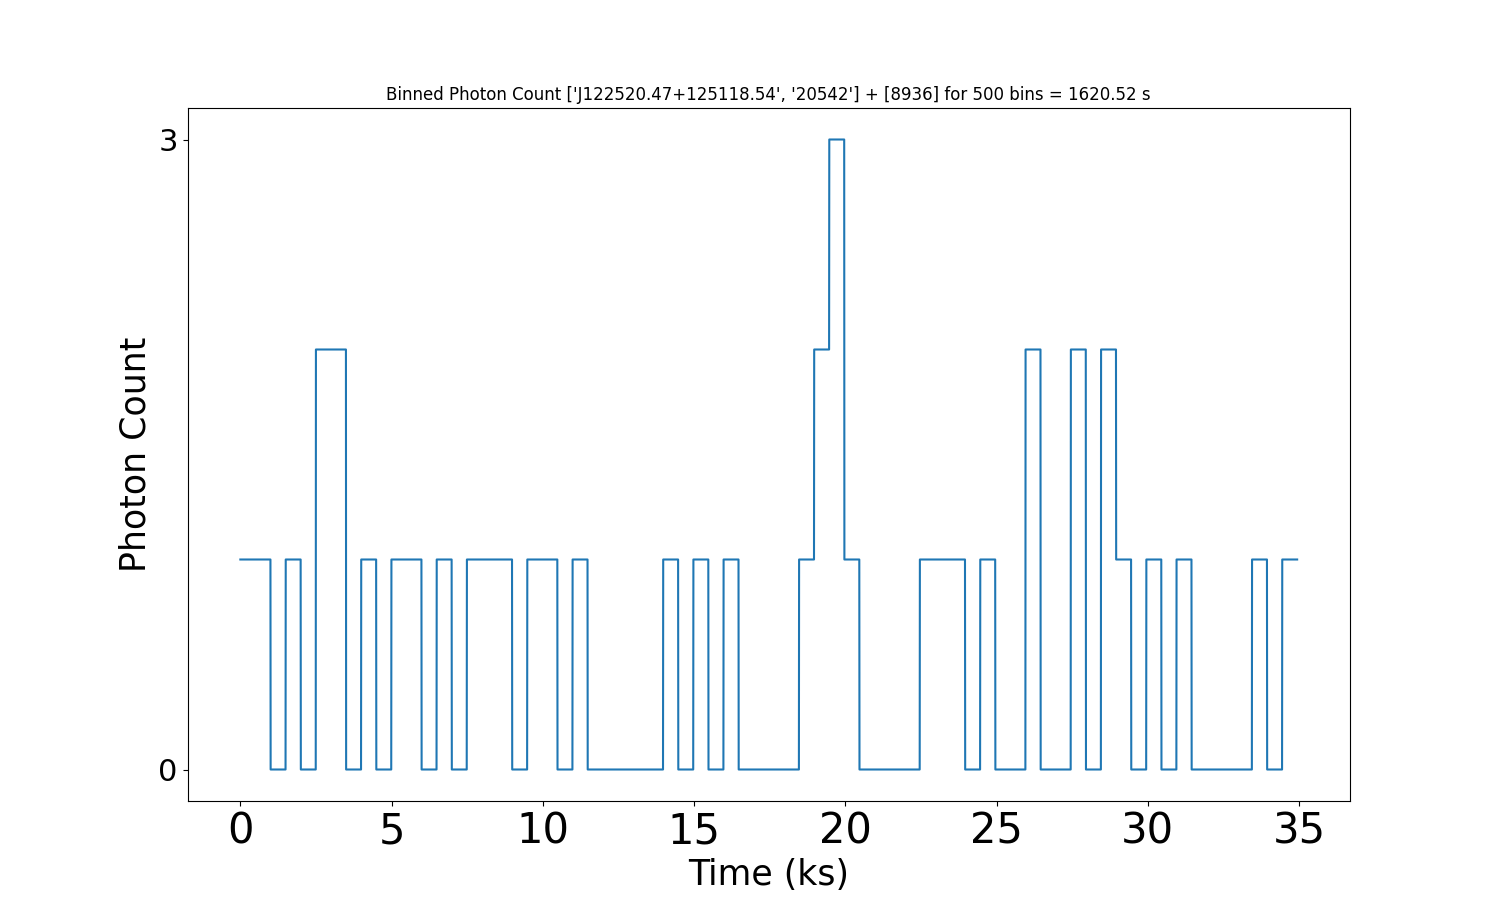 Binned Photon Count ['J122520.47+125118.54', '20542'] + [8936] for 500 bins = 1620.52 s
3
Photon Count
0
0 5 10 15 20 25 30 35
Time (ks)